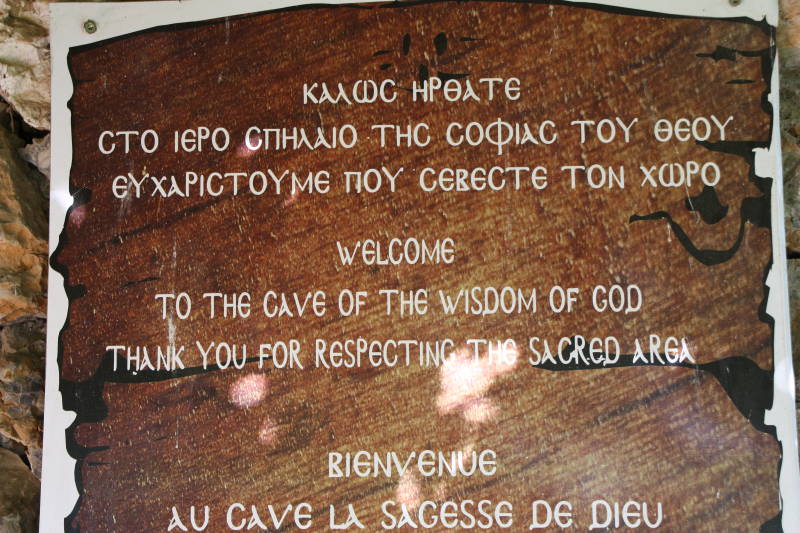 ΚΑΛΩϹ ΗΡΘΑΤΕ
ϹΤΟ ΙΕΡΟ ϹΠΗΛΑΙΟ ΤΗϹ ϹΟΦΙΑϹ ΤΟΥ ΘΕΟΥ
ΕΥΧΑΡΙϹΤΟΥΜΕ ΠΟΥ ϹΕΒΕϹΤΕ ΤΟΝ ΧΩΡΟ
WELCOME
TO THE CAVE OF THE WISDOM OF GOD
THANK YOU FOR RESPECTING THE SACRED AREA
BIENVENUE
AU CAVE LA SAGESSE DE DIEU